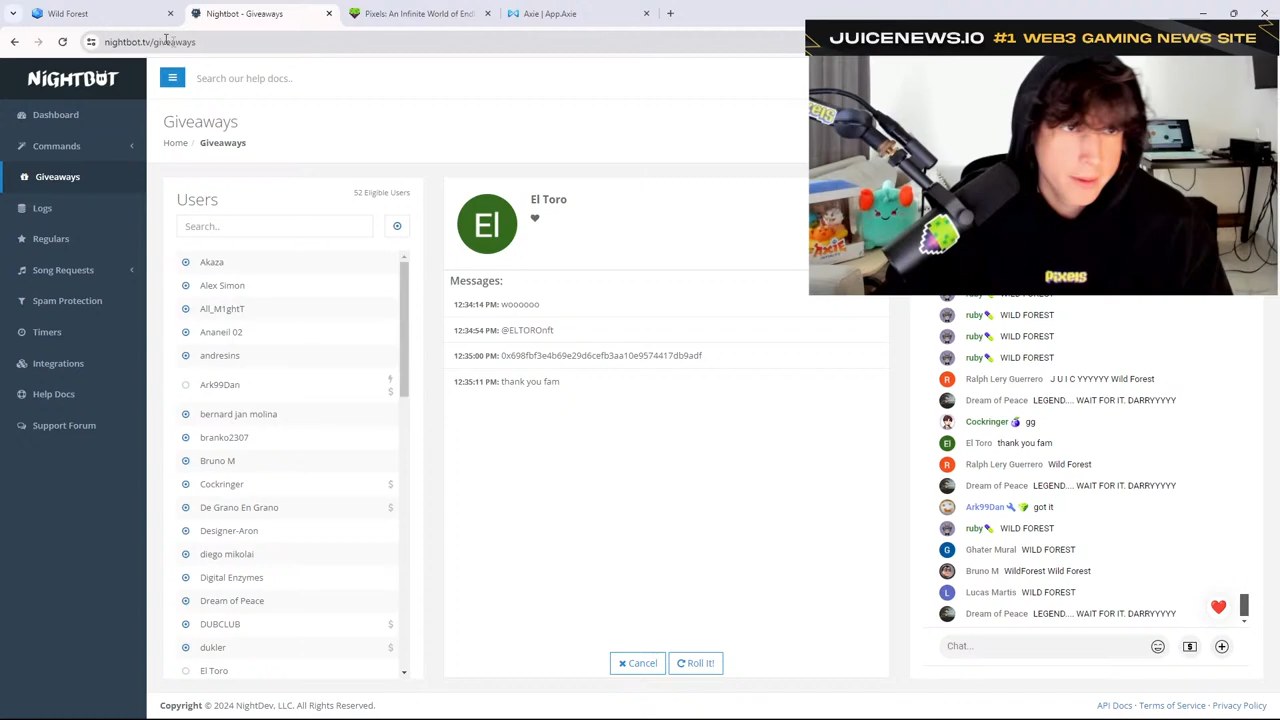 Wild Forest
Nightbot - Giveaways
Pixels: An Infinite World of Endl
Axie | AppX
nightbot.tv/giveaways
JUICENEWS.IO #1 WEB3 GAMING NEWS SITE
NIGHTBOT
Search our help docs..
Dashboard
Commands
Giveaways
Logs
Regulars
Song Requests
Spam Protection
Timers
Integrations
Help Docs
Support Forum
Giveaways
Home / Giveaways
Users
52 Eligible Users
Search..
Akaza
Alex Simon
All_M1ghtT
Ananeil 02
andresins
Ark99Dan
bernard jan molina
branko2307
Bruno M
Cockringer $
De Grano En Grano $
Designer-Aron
diego mikolai
Digital Enzymes
Dream of Peace
DUBCLUB $
dukler $
El Toro
El
El Toro
Messages:
12:34:14 PM: woooooo
12:34:54 PM: @ELTOROnft
12:35:00 PM: 0x698fbf3e4b69e29d6cefb3aa10e9574417db9adf
12:35:11 PM: thank you fam
Cancel
Roll It!
Pixels
ruby WILD FOREST
ruby WILD FOREST
ruby WILD FOREST
ruby WILD FOREST
R Ralph Lery Guerrero J U I C YYYYYY Wild Forest
Dream of Peace LEGEND.... WAIT FOR IT. DARRYYYYY
Cockringer gg
El El Toro thank you fam
R Ralph Lery Guerrero Wild Forest
Dream of Peace LEGEND.... WAIT FOR IT. DARRYYYYY
Ark99Dan got it
ruby WILD FOREST
G Ghater Mural WILD FOREST
Bruno M WildForest Wild Forest
L Lucas Martis WILD FOREST
Dream of Peace LEGEND.... WAIT FOR IT. DARRYYYYY
Chat...
Copyright © 2024 NightDev, LLC. All Rights Reserved.
API Docs · Terms of Service · Privacy Policy